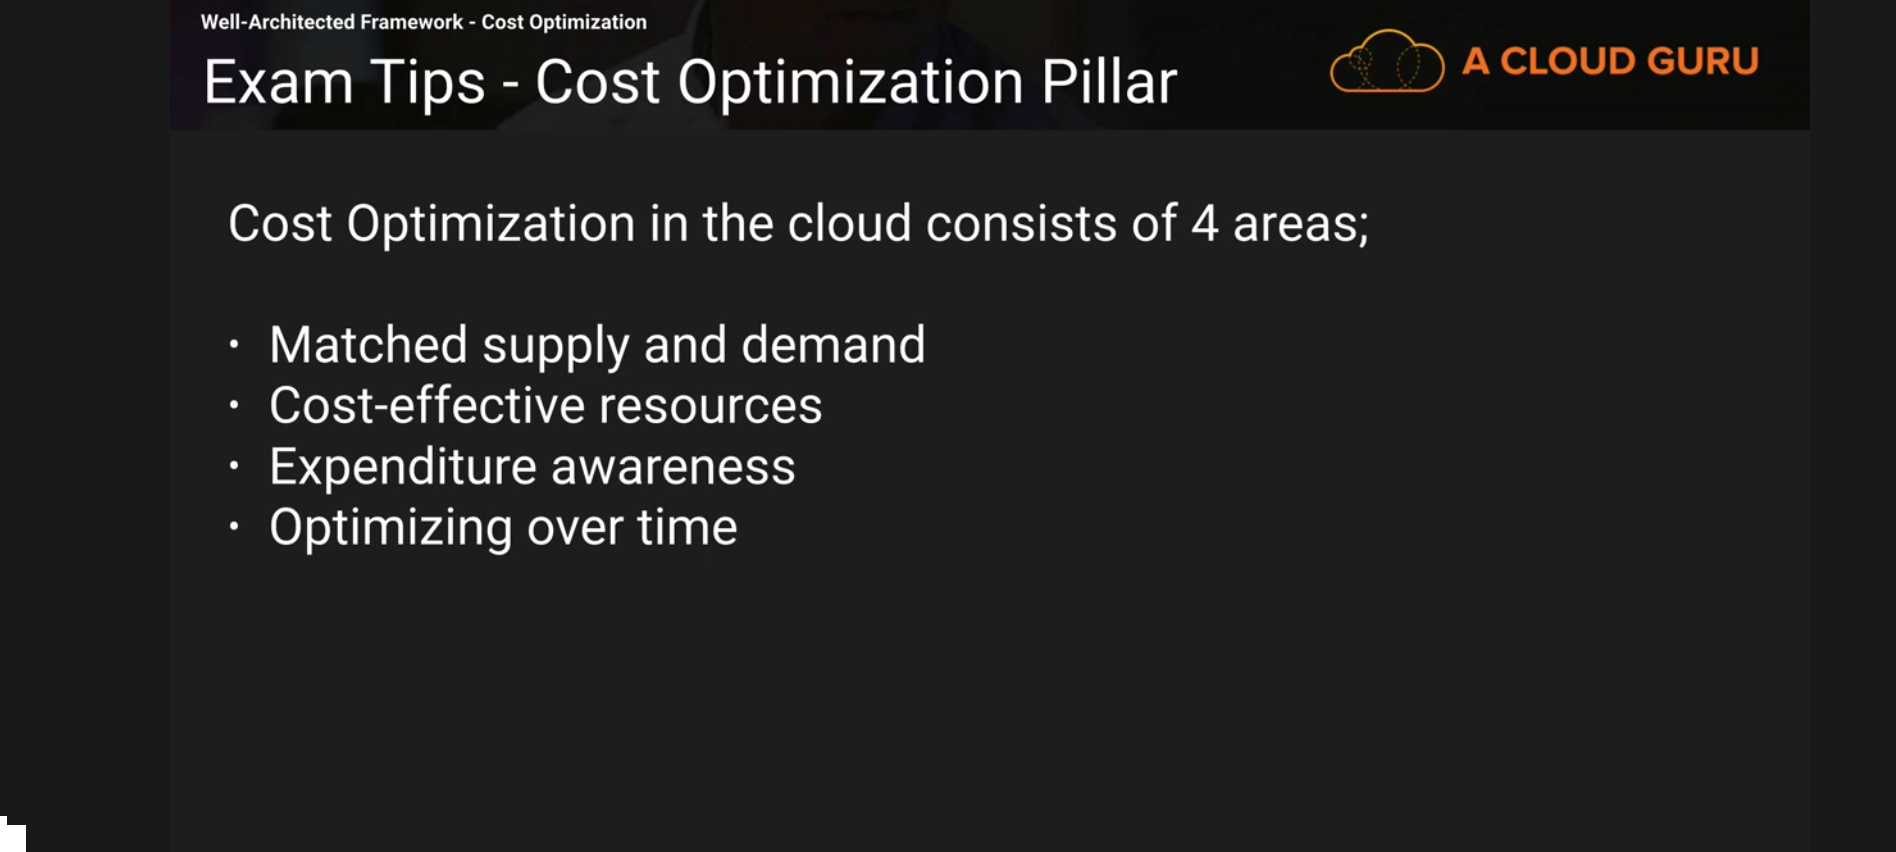 Well-Architected Framework - Cost Optimization
Exam Tips - Cost Optimization Pillar
A CLOUD GURU
Cost Optimization in the cloud consists of 4 areas;
• Matched supply and demand
• Cost-effective resources
• Expenditure awareness
• Optimizing over time